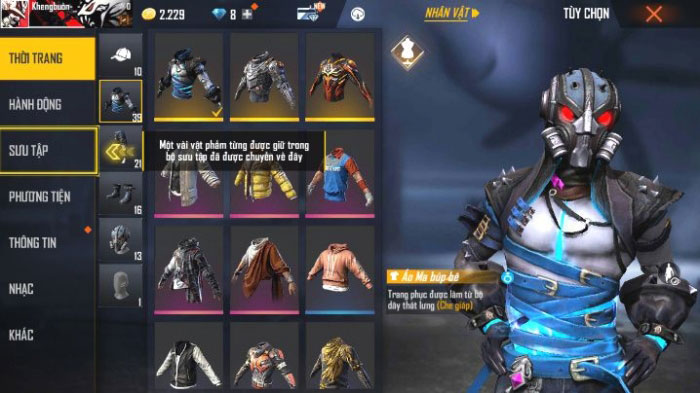 Khengbuôn
2.229
8
NHÂN VẬT
TÙY CHỌN
THỜI TRANG
HÀNH ĐỘNG
SƯU TẬP
PHƯƠNG TIỆN
THÔNG TIN
NHẠC
KHÁC
10
39
21
16
13
1
Một vài vật phẩm từng được giữ trong
bộ sưu tập đã được chuyển về đây
Áo Ma búp bê
Trang phục được làm từ bộ
dây thắt lưng (Che giáp)